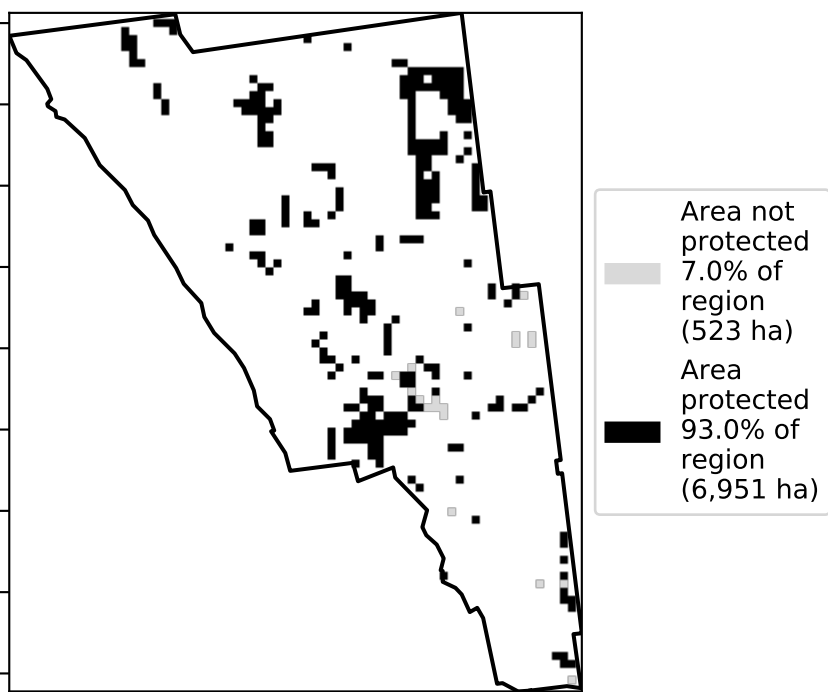 Area not
protected
7.0% of
region
(523 ha)
Area
protected
93.0% of
region
(6,951 ha)